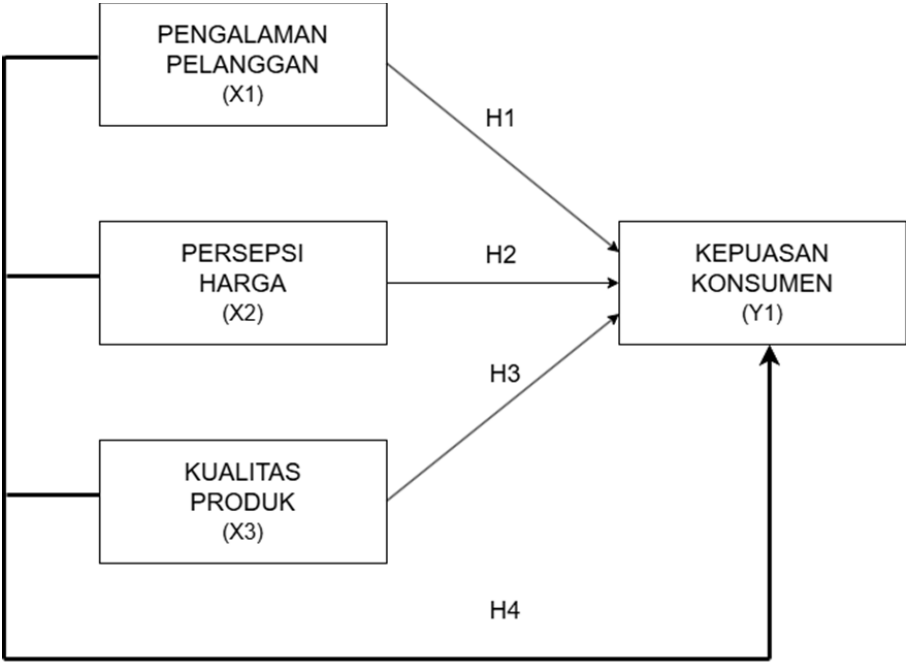 PENGALAMAN
PELANGGAN
(X1)
H1
PERSEPSI
HARGA
(X2)
H2
KEPUASAN
KONSUMEN
(Y1)
H3
KUALITAS
PRODUK
(X3)
H4